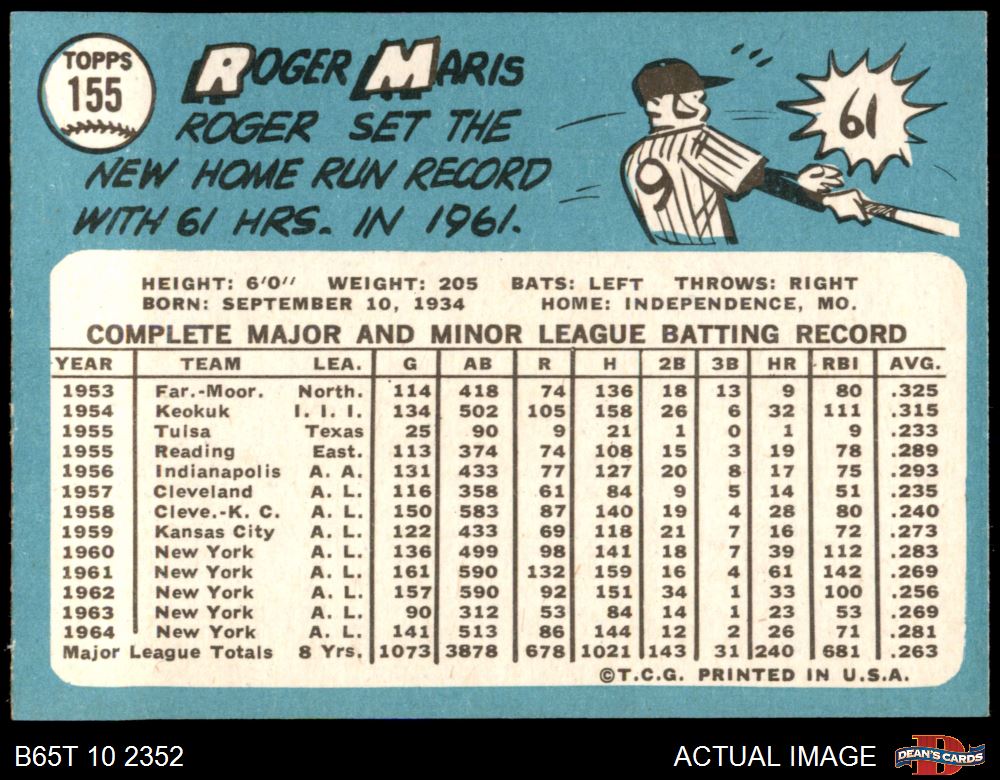 TOPPS
155
ROGER MARIS
ROGER SET THE
NEW HOME RUN RECORD
WITH 61 HRS. IN 1961.
61
9
HEIGHT: 6'0" WEIGHT: 205 BATS: LEFT THROWS: RIGHT
BORN: SEPTEMBER 10, 1934 HOME: INDEPENDENCE, MO.
COMPLETE MAJOR AND MINOR LEAGUE BATTING RECORD
YEAR TEAM LEA. G AB R H 2B 3B HR RBI AVG.
1953 Far.-Moor. North. 114 418 74 136 18 13 9 80 .325
1954 Keokuk I. I. I. 134 502 105 158 26 6 32 111 .315
1955 Tulsa Texas 25 90 9 21 1 0 1 9 .233
1955 Reading East. 113 374 74 108 15 3 19 78 .289
1956 Indianapolis A. A. 131 433 77 127 20 8 17 75 .293
1957 Cleveland A. L. 116 358 61 84 9 5 14 51 .235
1958 Cleve.-K. C. A. L. 150 583 87 140 19 4 28 80 .240
1959 Kansas City A. L. 122 433 69 118 21 7 16 72 .273
1960 New York A. L. 136 499 98 141 18 7 39 112 .283
1961 New York A. L. 161 590 132 159 16 4 61 142 .269
1962 New York A. L. 157 590 92 151 34 1 33 100 .256
1963 New York A. L. 90 312 53 84 14 1 23 53 .269
1964 New York A. L. 141 513 86 144 12 2 26 71 .281
Major League Totals 8 Yrs. 1073 3878 678 1021 143 31 240 681 .263
©T.C.G. PRINTED IN U.S.A.
B65T 10 2352
ACTUAL IMAGE
D
DEAN'S CARDS